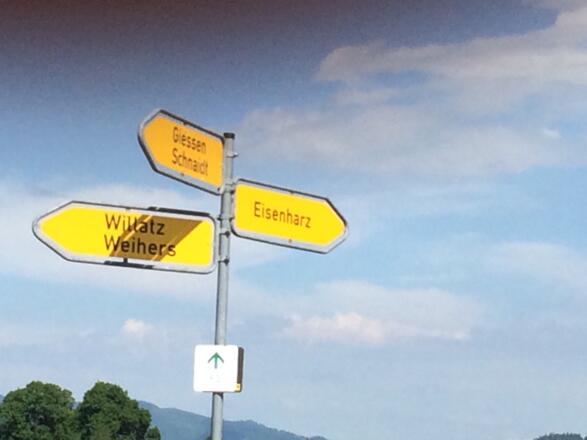 Giessen
Schnaidt
Eisenharz
Willatz
Weihers